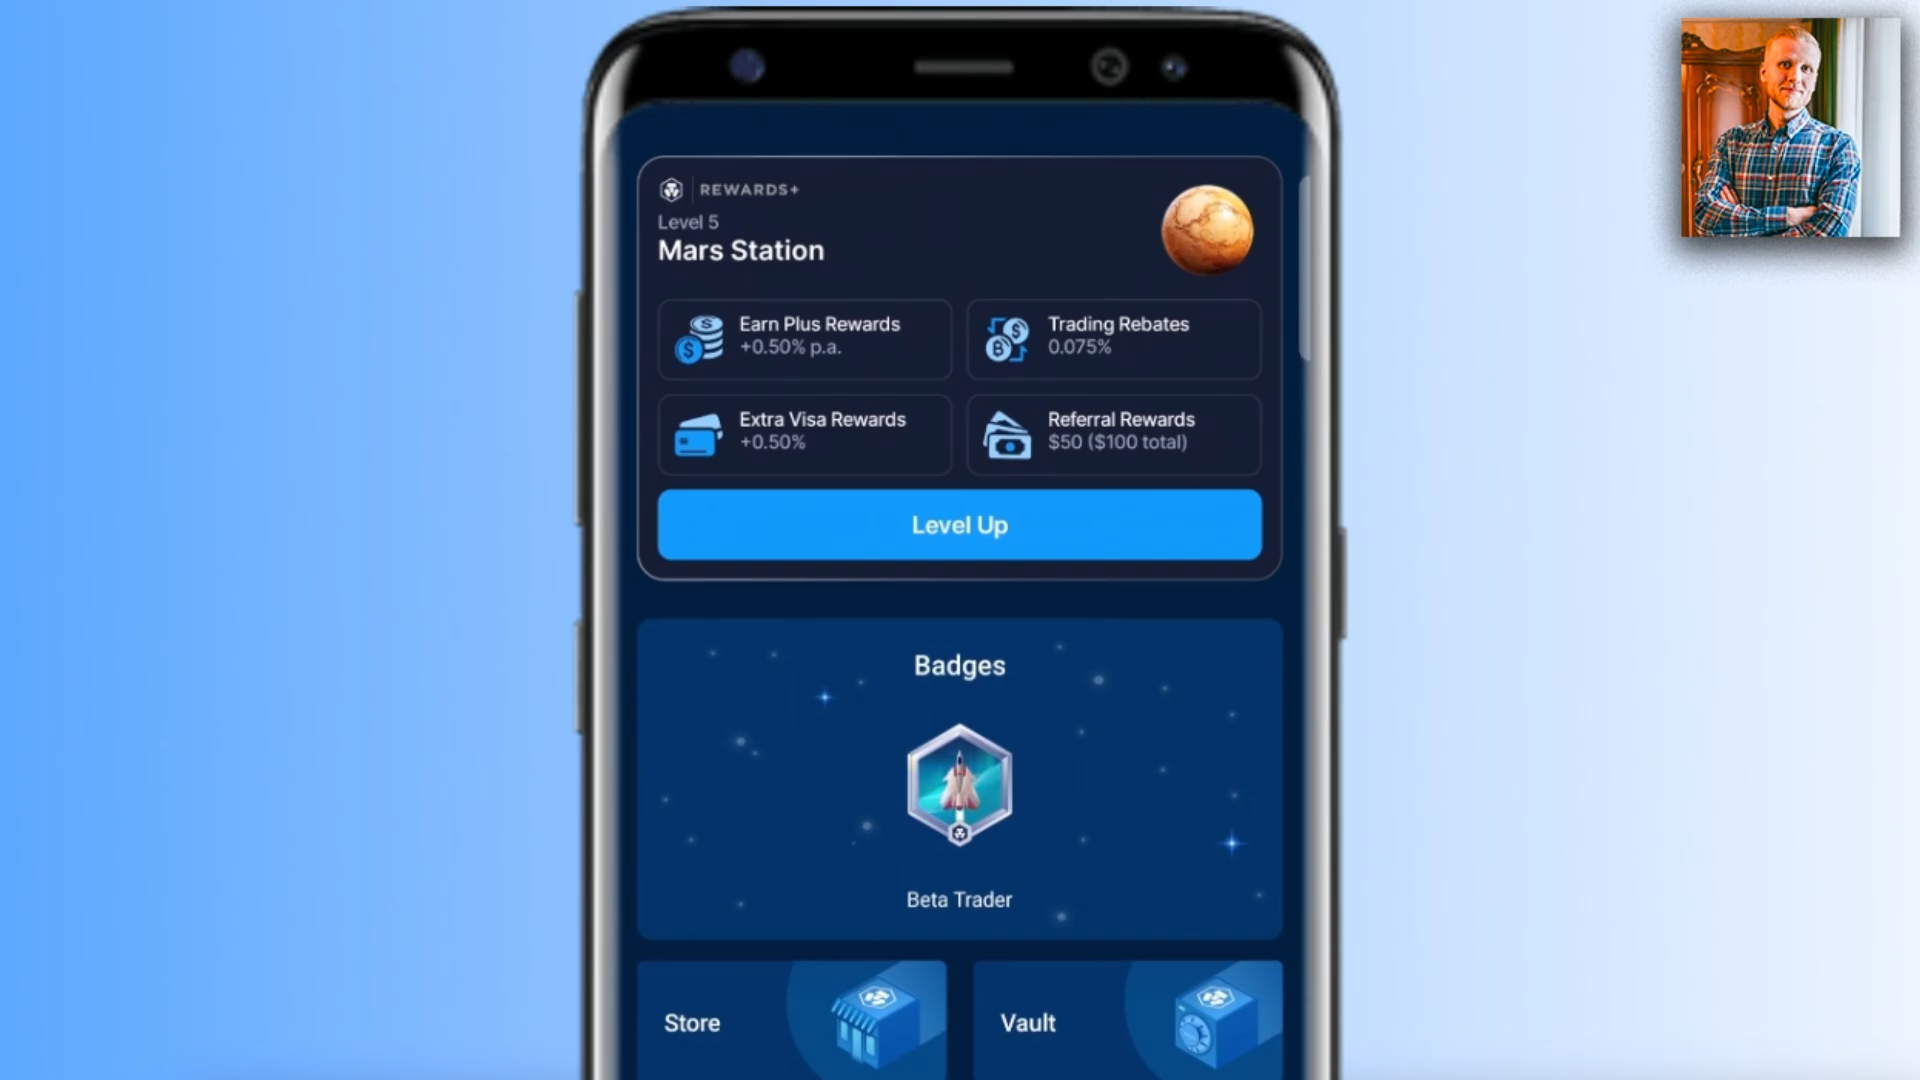 REWARDS+
Level 5
Mars Station
Earn Plus Rewards
+0.50% p.a.
Trading Rebates
0.075%
Extra Visa Rewards
+0.50%
Referral Rewards
$50 ($100 total)
Level Up
Badges
Beta Trader
Store
Vault